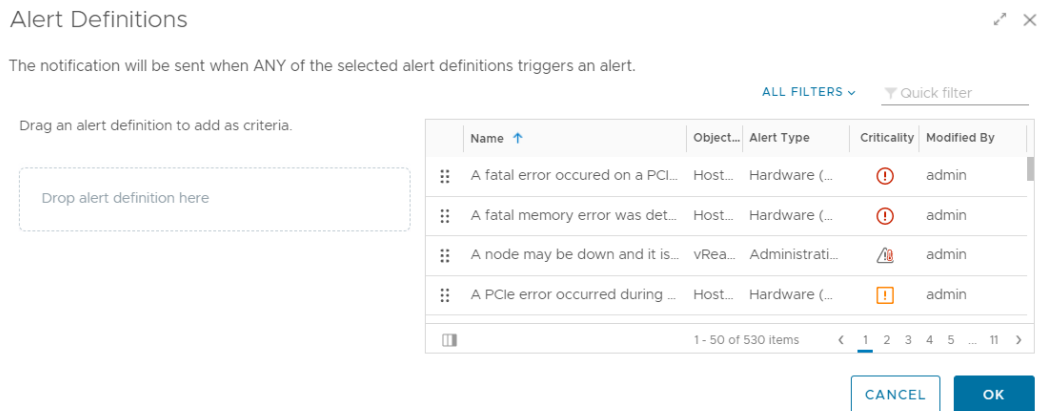 Alert Definitions
The notification will be sent when ANY of the selected alert definitions triggers an alert.
ALL FILTERS
Quick filter
Drag an alert definition to add as criteria.
Drop alert definition here
Name Object... Alert Type Criticality Modified By
A fatal error occured on a PCI... Host... Hardware (... admin
A fatal memory error was det... Host... Hardware (... admin
A node may be down and it is... vRea... Administrati... admin
A PCIe error occurred during ... Host... Hardware (... admin
1 - 50 of 530 items 1 2 3 4 5 ... 11
CANCEL OK